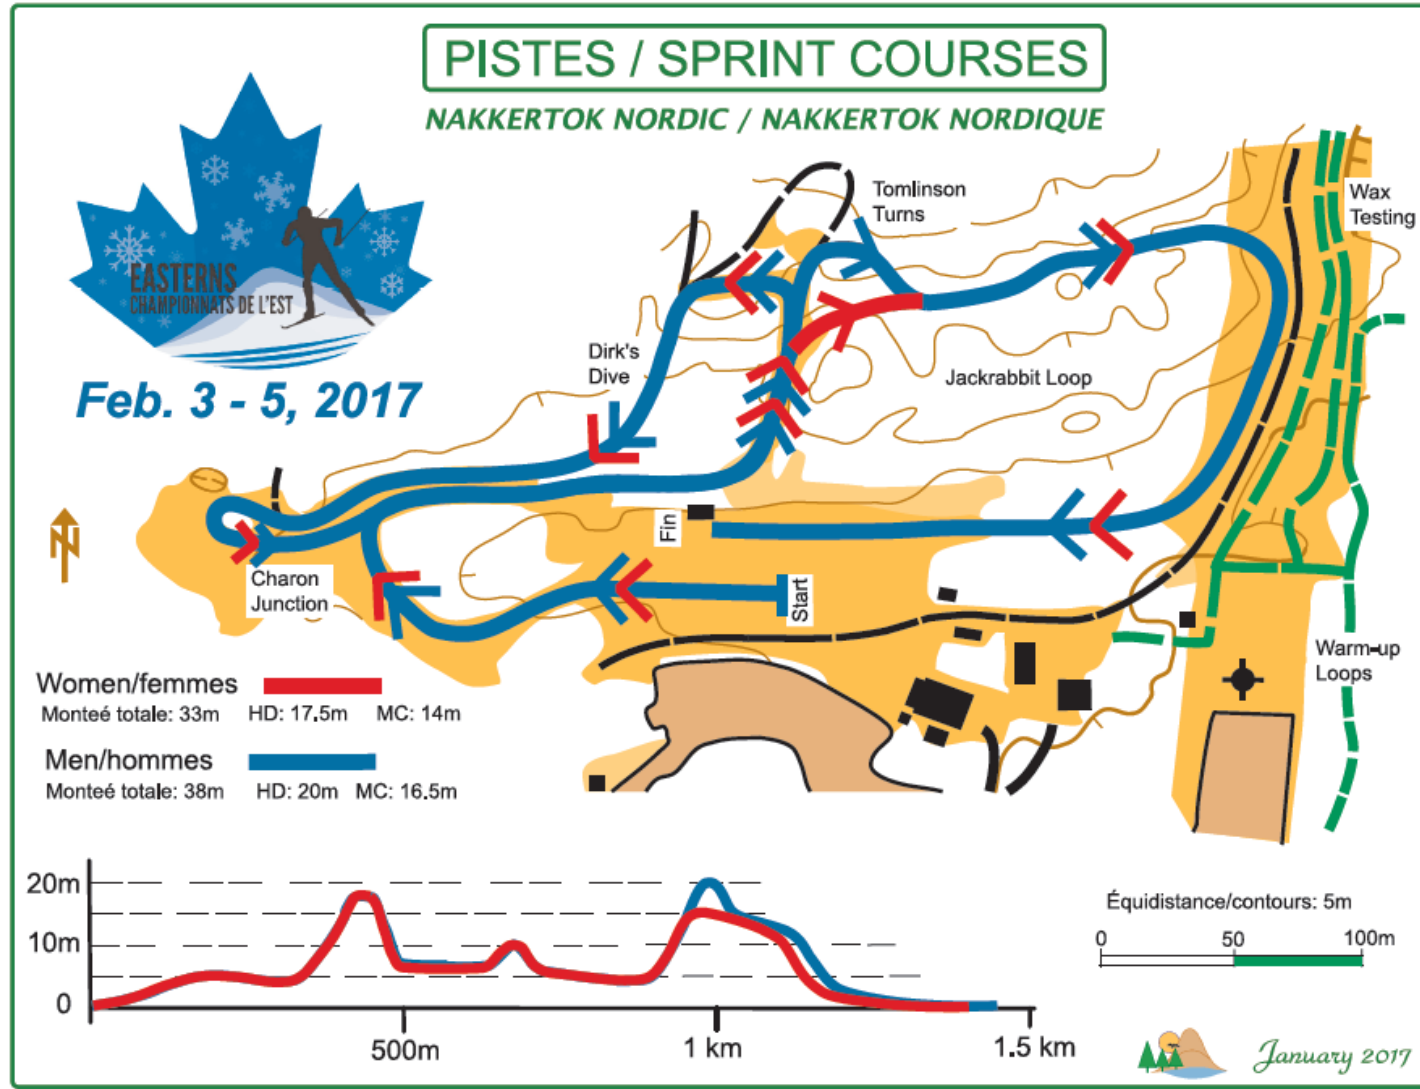 PISTES / SPRINT COURSES
NAKKERTOK NORDIC / NAKKERTOK NORDIQUE
EASTERNS
CHAMPIONNATS DE L'EST
Feb. 3 - 5, 2017
Tomlinson
Turns
Wax
Testing
Dirk's
Dive
Jackrabbit Loop
N
Fin
Charon
Junction
Start
Warm-up
Loops
Women/femmes
Monteé totale: 33m HD: 17.5m MC: 14m
Men/hommes
Monteé totale: 38m HD: 20m MC: 16.5m
20m
10m
0
500m
1 km
1.5 km
Équidistance/contours: 5m
0 50 100m
January 2017